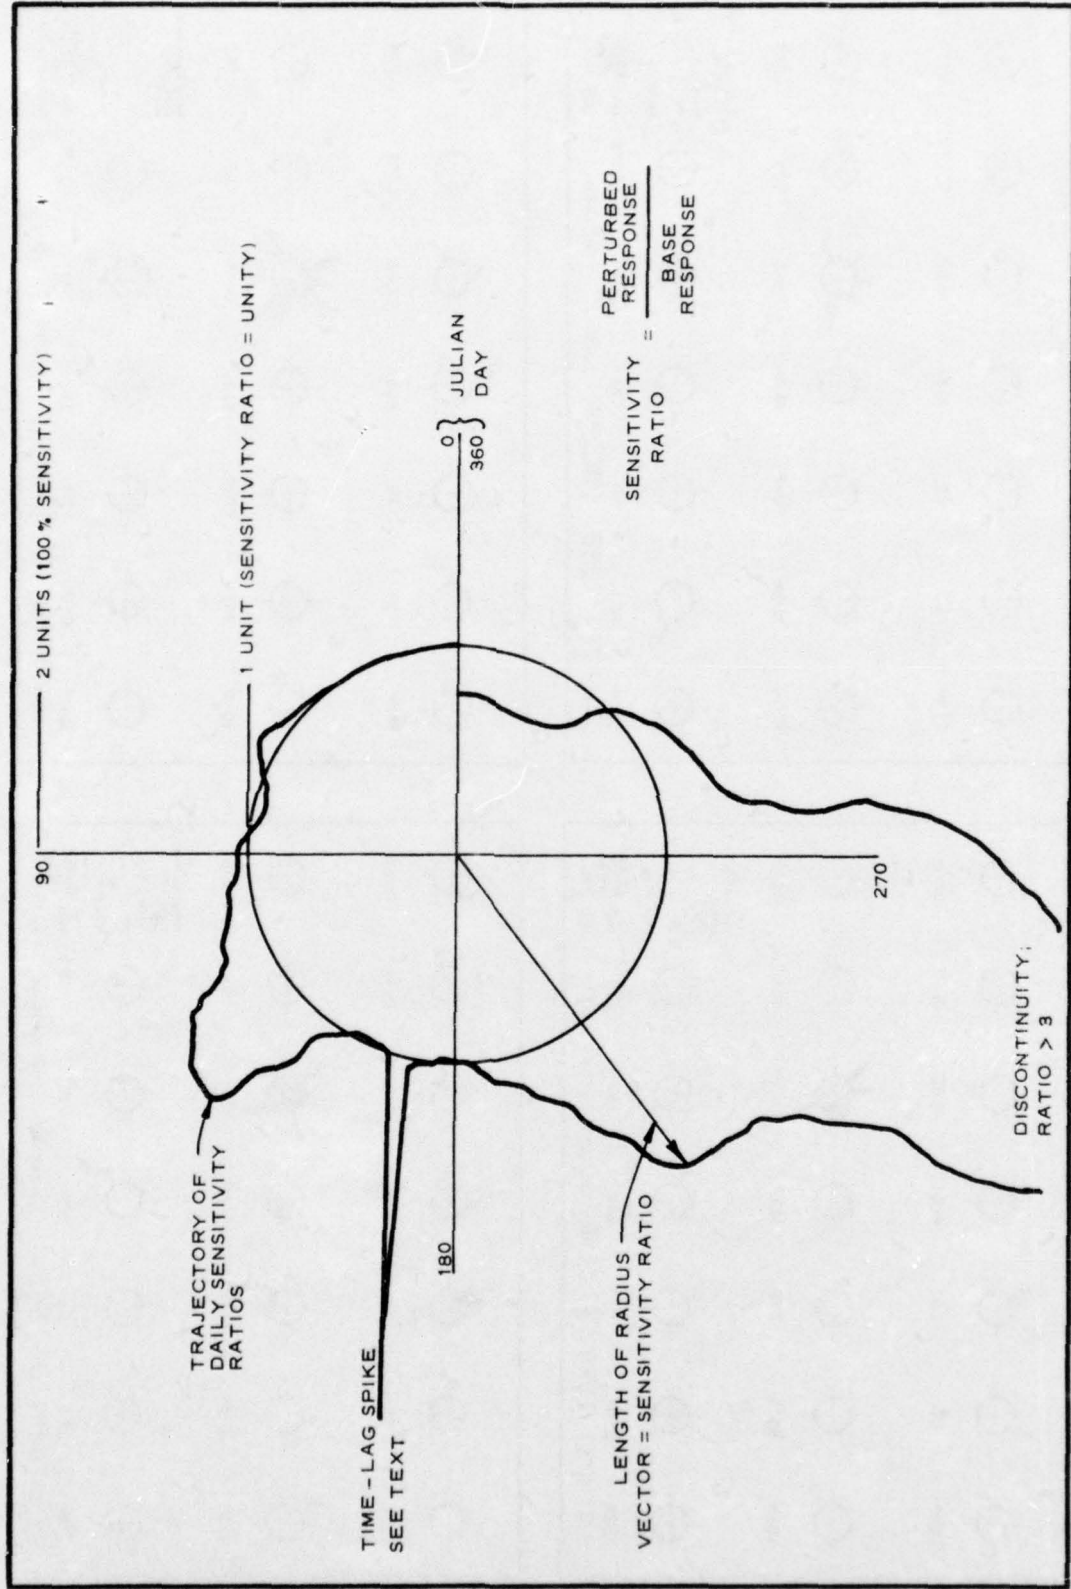 90
2 UNITS (100% SENSITIVITY)
1 UNIT (SENSITIVITY RATIO = UNITY)
TRAJECTORY OF
DAILY SENSITIVITY
RATIOS
TIME-LAG SPIKE
SEE TEXT
180
0
360
JULIAN
DAY
LENGTH OF RADIUS
VECTOR = SENSITIVITY RATIO
SENSITIVITY
RATIO
=
PERTURBED
RESPONSE
BASE
RESPONSE
270
DISCONTINUITY;
RATIO > 3